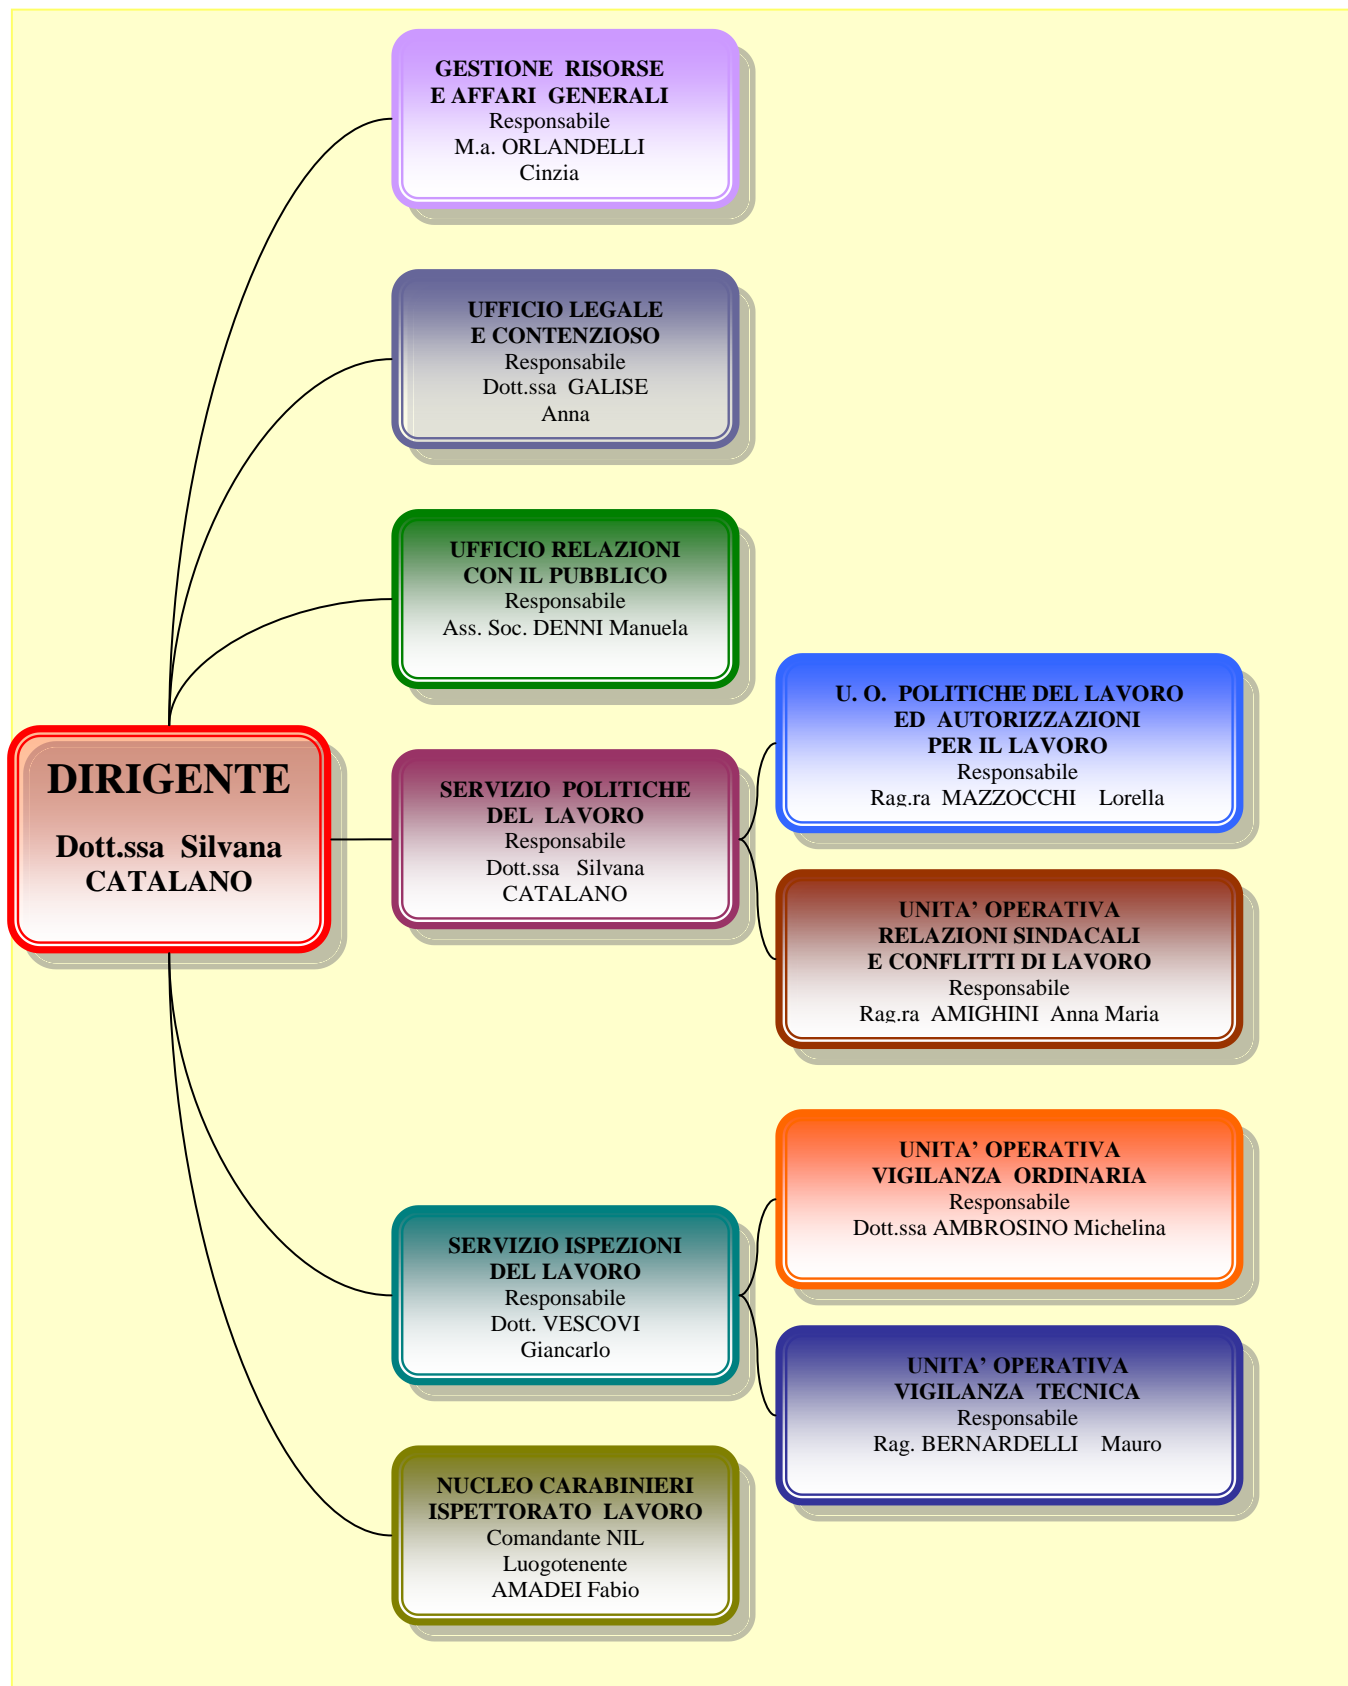 GESTIONE RISORSE
E AFFARI GENERALI
Responsabile
M.a. ORLANDELLI
Cinzia
UFFICIO LEGALE
E CONTENZIOSO
Responsabile
Dott.ssa GALISE
Anna
UFFICIO RELAZIONI
CON IL PUBBLICO
Responsabile
Ass. Soc. DENNI Manuela
DIRIGENTE
Dott.ssa Silvana
CATALANO
SERVIZIO POLITICHE
DEL LAVORO
Responsabile
Dott.ssa Silvana
CATALANO
U. O. POLITICHE DEL LAVORO
ED AUTORIZZAZIONI
PER IL LAVORO
Responsabile
Rag.ra MAZZOCCHI Lorella
UNITA’ OPERATIVA
RELAZIONI SINDACALI
E CONFLITTI DI LAVORO
Responsabile
Rag.ra AMIGHINI Anna Maria
SERVIZIO ISPEZIONI
DEL LAVORO
Responsabile
Dott. VESCOVI
Giancarlo
UNITA’ OPERATIVA
VIGILANZA ORDINARIA
Responsabile
Dott.ssa AMBROSINO Michelina
UNITA’ OPERATIVA
VIGILANZA TECNICA
Responsabile
Rag. BERNARDELLI Mauro
NUCLEO CARABINIERI
ISPETTORATO LAVORO
Comandante NIL
Luogotenente
AMADEI Fabio